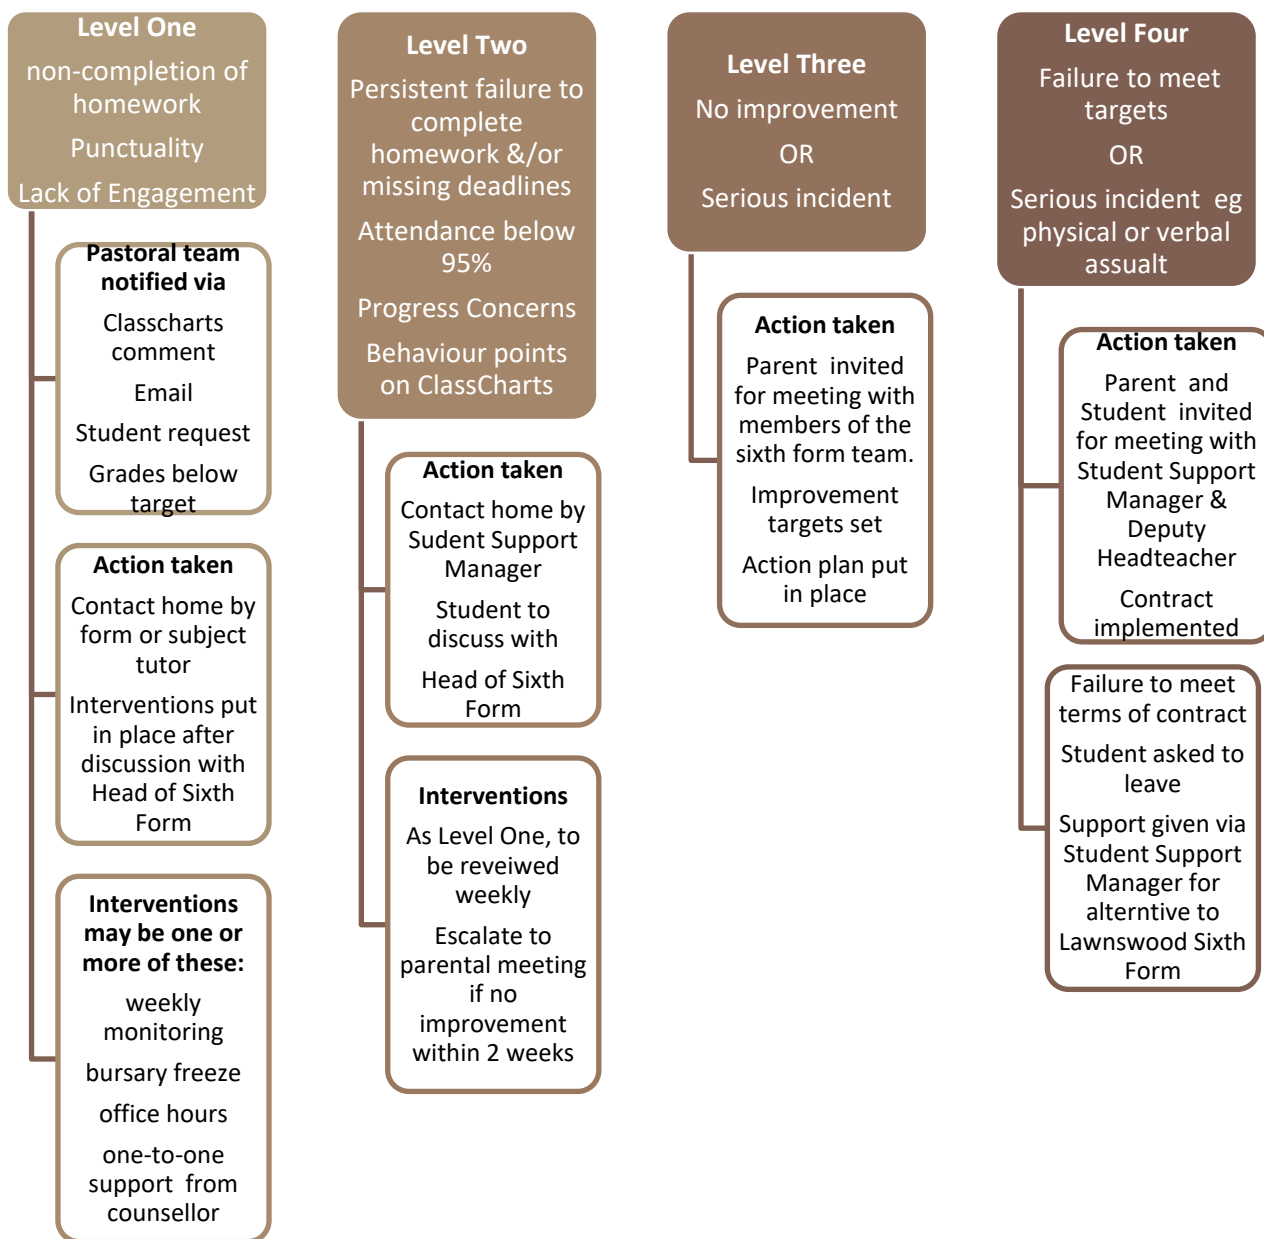 Level One
non-completion of
homework
Punctuality
Lack of Engagement
Pastoral team
notified via
Classcharts
comment
Email
Student request
Grades below
target
Action taken
Contact home by
form or subject
tutor
Interventions put
in place after
discussion with
Head of Sixth
Form
Interventions
may be one or
more of these:
weekly
monitoring
bursary freeze
office hours
one-to-one
support from
counsellor
Level Two
Persistent failure to
complete
homework &/or
missing deadlines
Attendance below
95%
Progress Concerns
Behaviour points
on ClassCharts
Action taken
Contact home by
Sudent Support
Manager
Student to
discuss with
Head of Sixth
Form
Interventions
As Level One, to
be reveiwed
weekly
Escalate to
parental meeting
if no
improvement
within 2 weeks
Level Three
No improvement
OR
Serious incident
Action taken
Parent invited
for meeting with
members of the
sixth form team.
Improvement
targets set
Action plan put
in place
Level Four
Failure to meet
targets
OR
Serious incident eg
physical or verbal
assualt
Action taken
Parent and
Student invited
for meeting with
Student Support
Manager &
Deputy
Headteacher
Contract
implemented
Failure to meet
terms of contract
Student asked to
leave
Support given via
Student Support
Manager for
alterntive to
Lawnswood Sixth
Form